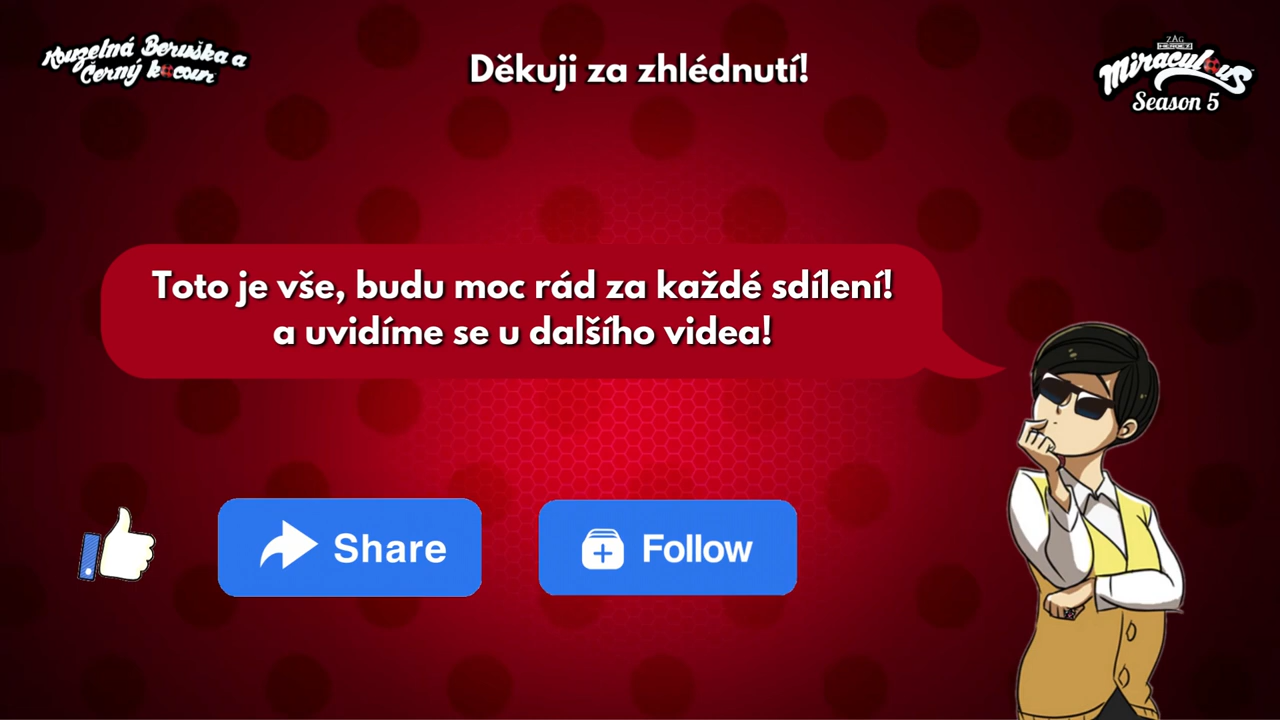 Kouzelná Beruška a
Černý kocour
Děkuji za zhlédnutí!
ZAG
HEROEZ
Miraculous
Season 5
Toto je vše, budu moc rád za každé sdílení!
a uvidíme se u dalšího videa!
Share
Follow